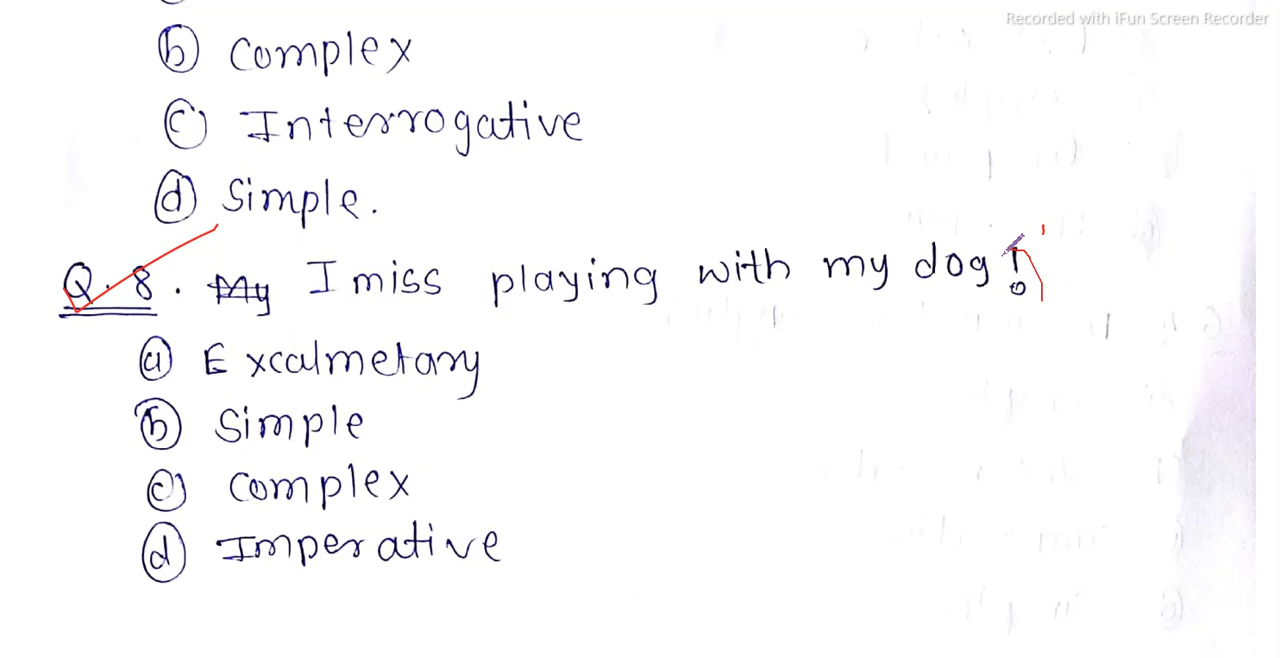 Recorded with iFun Screen Recorder
(b) Complex
(c) Interrogative
(d) Simple.
Q.8. My I miss playing with my dog!
(a) Excalmetary
(b) Simple
(c) Complex
(d) Imperative